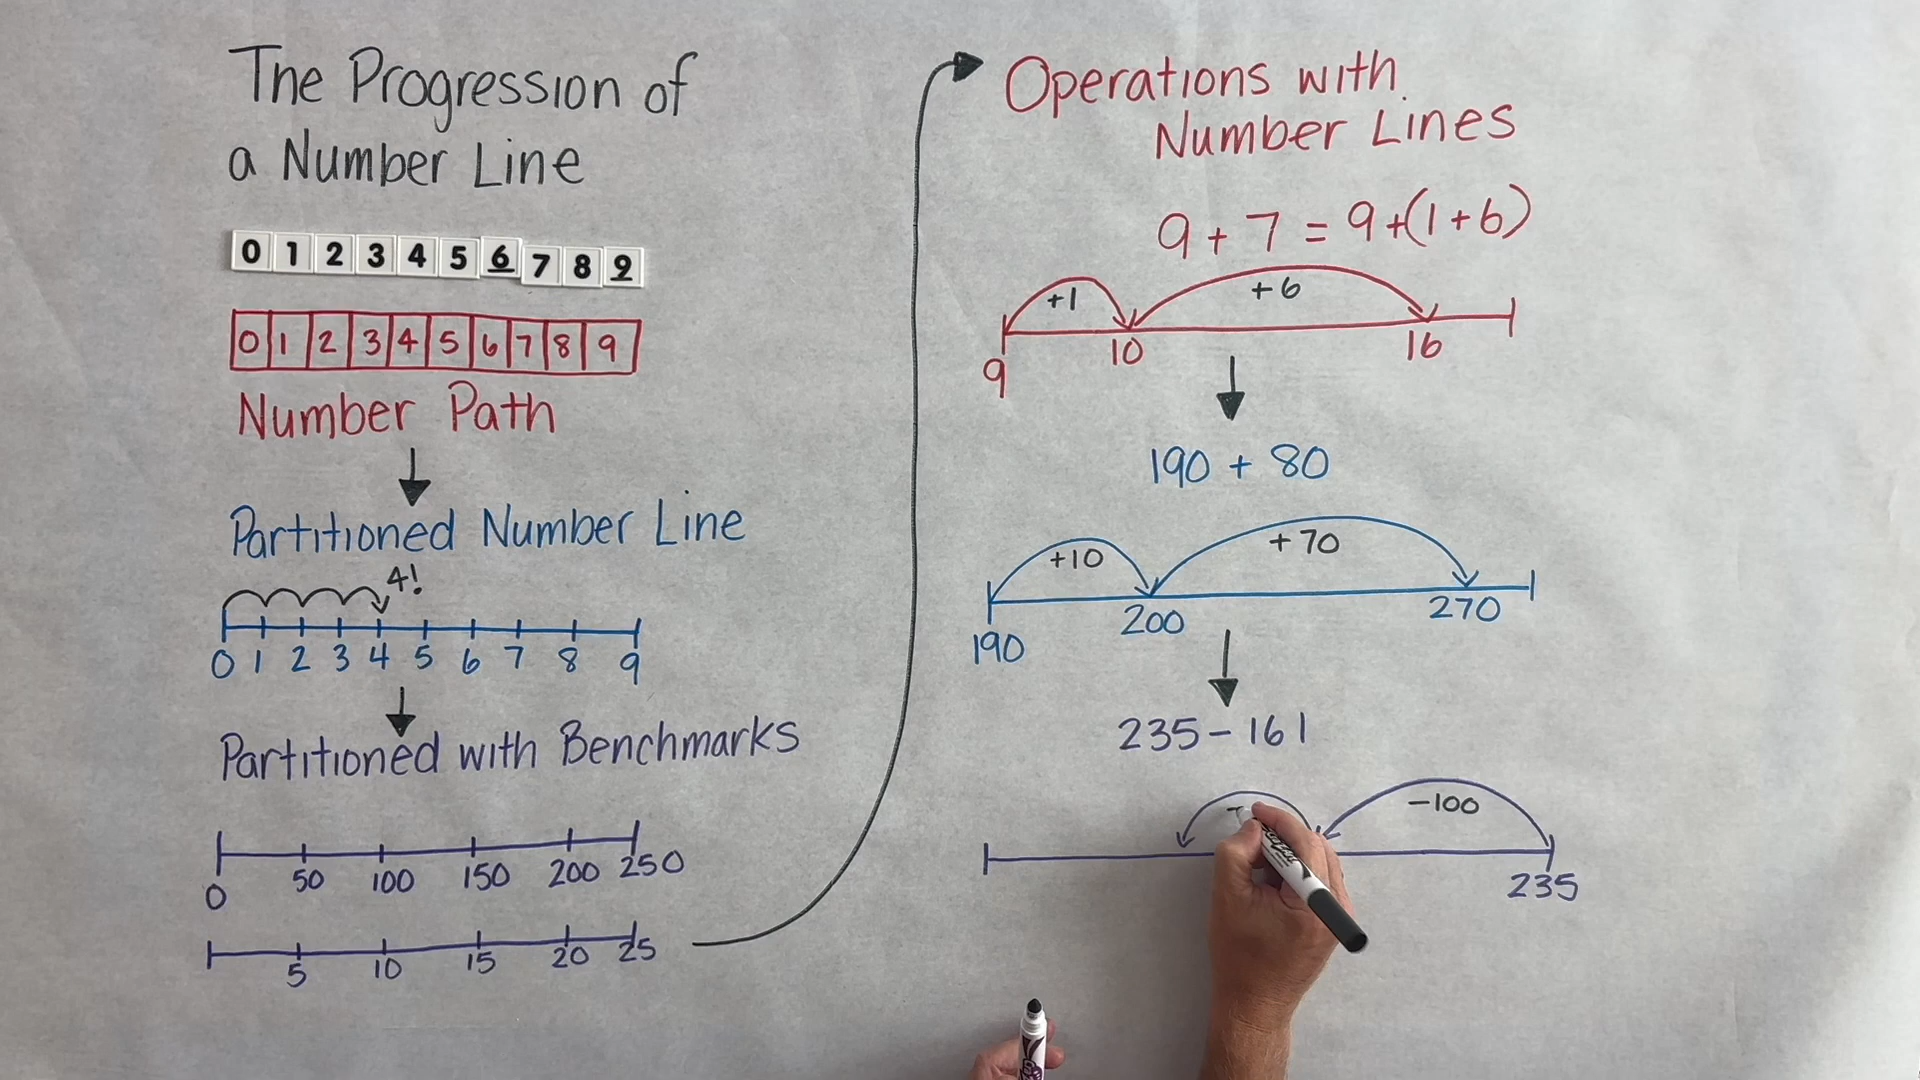 The Progression of
a Number Line
0 1 2 3 4 5 6 7 8 9
0 1 2 3 4 5 6 7 8 9
Number Path
Partitioned Number Line
4!
0 1 2 3 4 5 6 7 8 9
Partitioned with Benchmarks
0 50 100 150 200 250
5 10 15 20 25
Operations with
Number Lines
9 + 7 = 9+(1+6)
+1 +6
9 10 16
190 + 80
+10 +70
190 200 270
235-161
-100
235